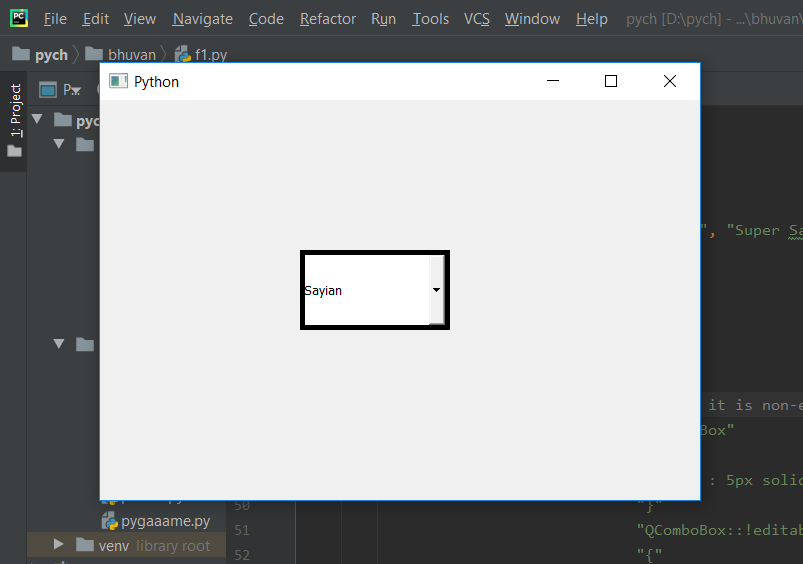 PC File Edit View Navigate Code Refactor Run Tools VCS Window Help pych [D:\pych] - ...\bhuvan\
pych bhuvan f1.py
Python
1: Project
P...
pyc
", "Super Sa
Sayian
it is non-e
Box"
: 5px solid
50 "}"
pygaaame.py
51 "QComboBox::!editab
venv library root
52 "{"